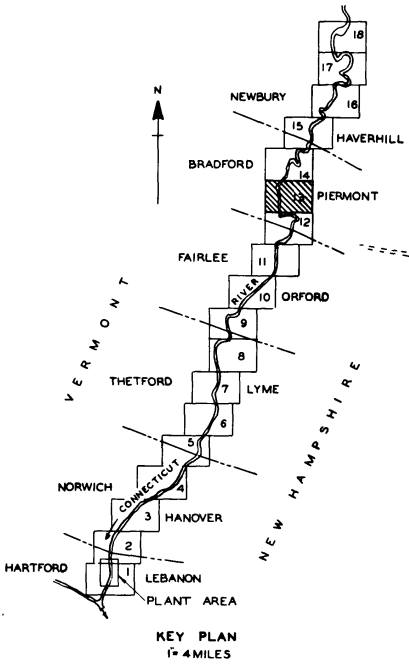 18
17
N
NEWBURY
16
15
HAVERHILL
BRADFORD
14
13
PIERMONT
12
FAIRLEE
11
RIVER
10
ORFORD
9
8
VERMONT
THETFORD
7
LYME
6
NEW HAMPSHIRE
5
NORWICH
CONNECTICUT
4
3
HANOVER
2
HARTFORD
1
LEBANON
PLANT AREA
KEY PLAN
1"= 4 MILES